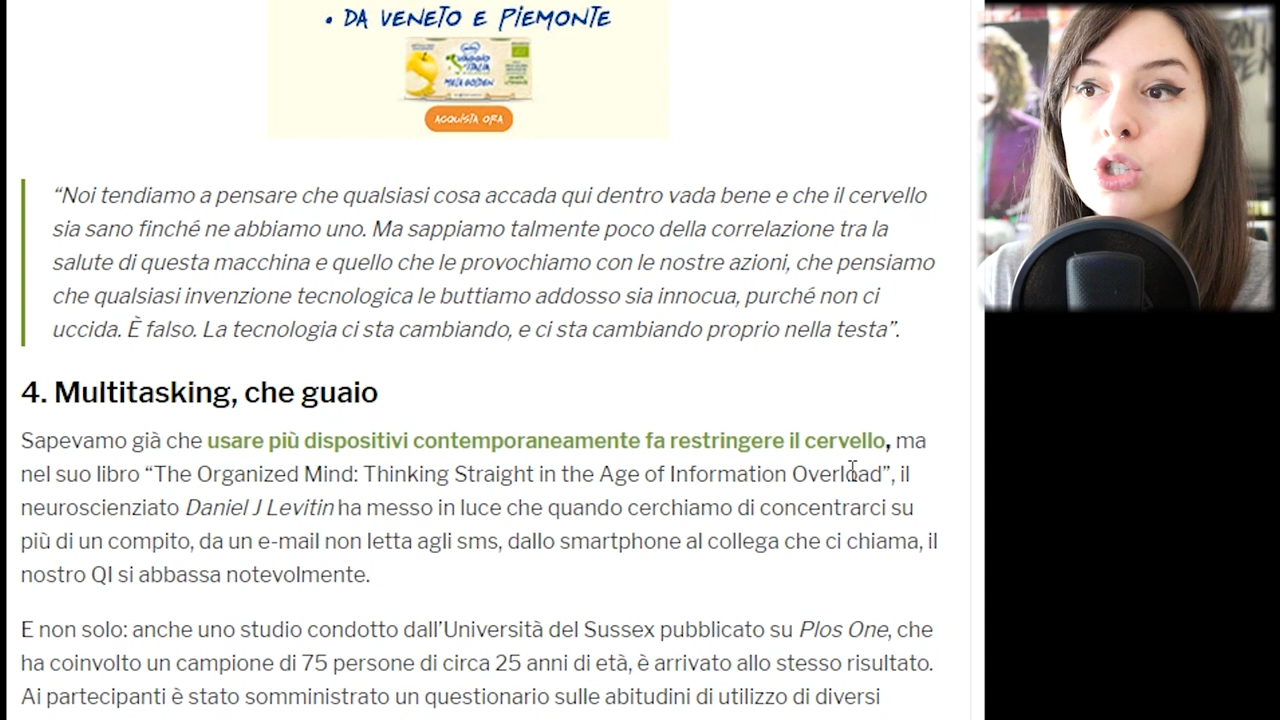 • DA VENETO E PIEMONTE
VIAGGIO
D'ITALIA
MELA GOLDEN
ACQUISTA ORA
“Noi tendiamo a pensare che qualsiasi cosa accada qui dentro vada bene e che il cervello
sia sano finché ne abbiamo uno. Ma sappiamo talmente poco della correlazione tra la
salute di questa macchina e quello che le provochiamo con le nostre azioni, che pensiamo
che qualsiasi invenzione tecnologica le buttiamo addosso sia innocua, purché non ci
uccida. È falso. La tecnologia ci sta cambiando, e ci sta cambiando proprio nella testa”.
4. Multitasking, che guaio
Sapevamo già che usare più dispositivi contemporaneamente fa restringere il cervello, ma
nel suo libro “The Organized Mind: Thinking Straight in the Age of Information Overload”, il
neuroscienziato Daniel J Levitin ha messo in luce che quando cerchiamo di concentrarci su
più di un compito, da un e-mail non letta agli sms, dallo smartphone al collega che ci chiama, il
nostro QI si abbassa notevolmente.
E non solo: anche uno studio condotto dall’Università del Sussex pubblicato su Plos One, che
ha coinvolto un campione di 75 persone di circa 25 anni di età, è arrivato allo stesso risultato.
Ai partecipanti è stato somministrato un questionario sulle abitudini di utilizzo di diversi